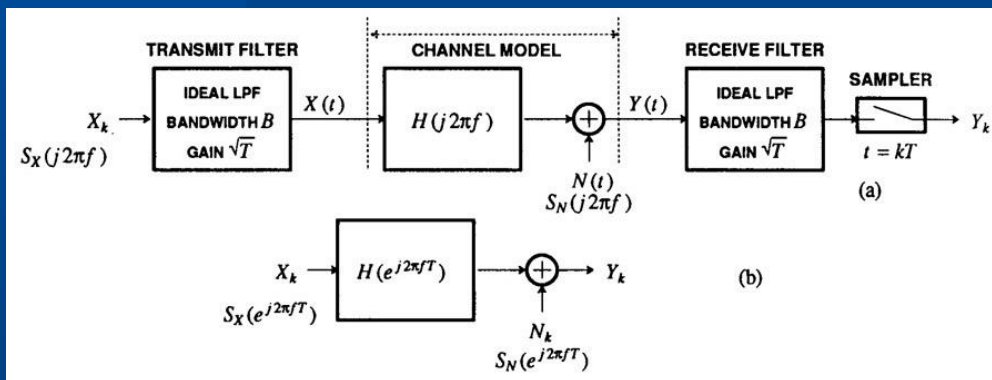 TRANSMIT FILTER
CHANNEL MODEL
RECEIVE FILTER
SAMPLER
IDEAL LPF
BANDWIDTH B
GAIN √T
X_k
S_X(j2πf)
X(t)
H(j2πf)
Y(t)
N(t)
S_N(j2πf)
IDEAL LPF
BANDWIDTH B
GAIN √T
Y_k
t = kT
(a)
X_k
S_X(e^{j2πfT})
H(e^{j2πfT})
Y_k
N_k
S_N(e^{j2πfT})
(b)